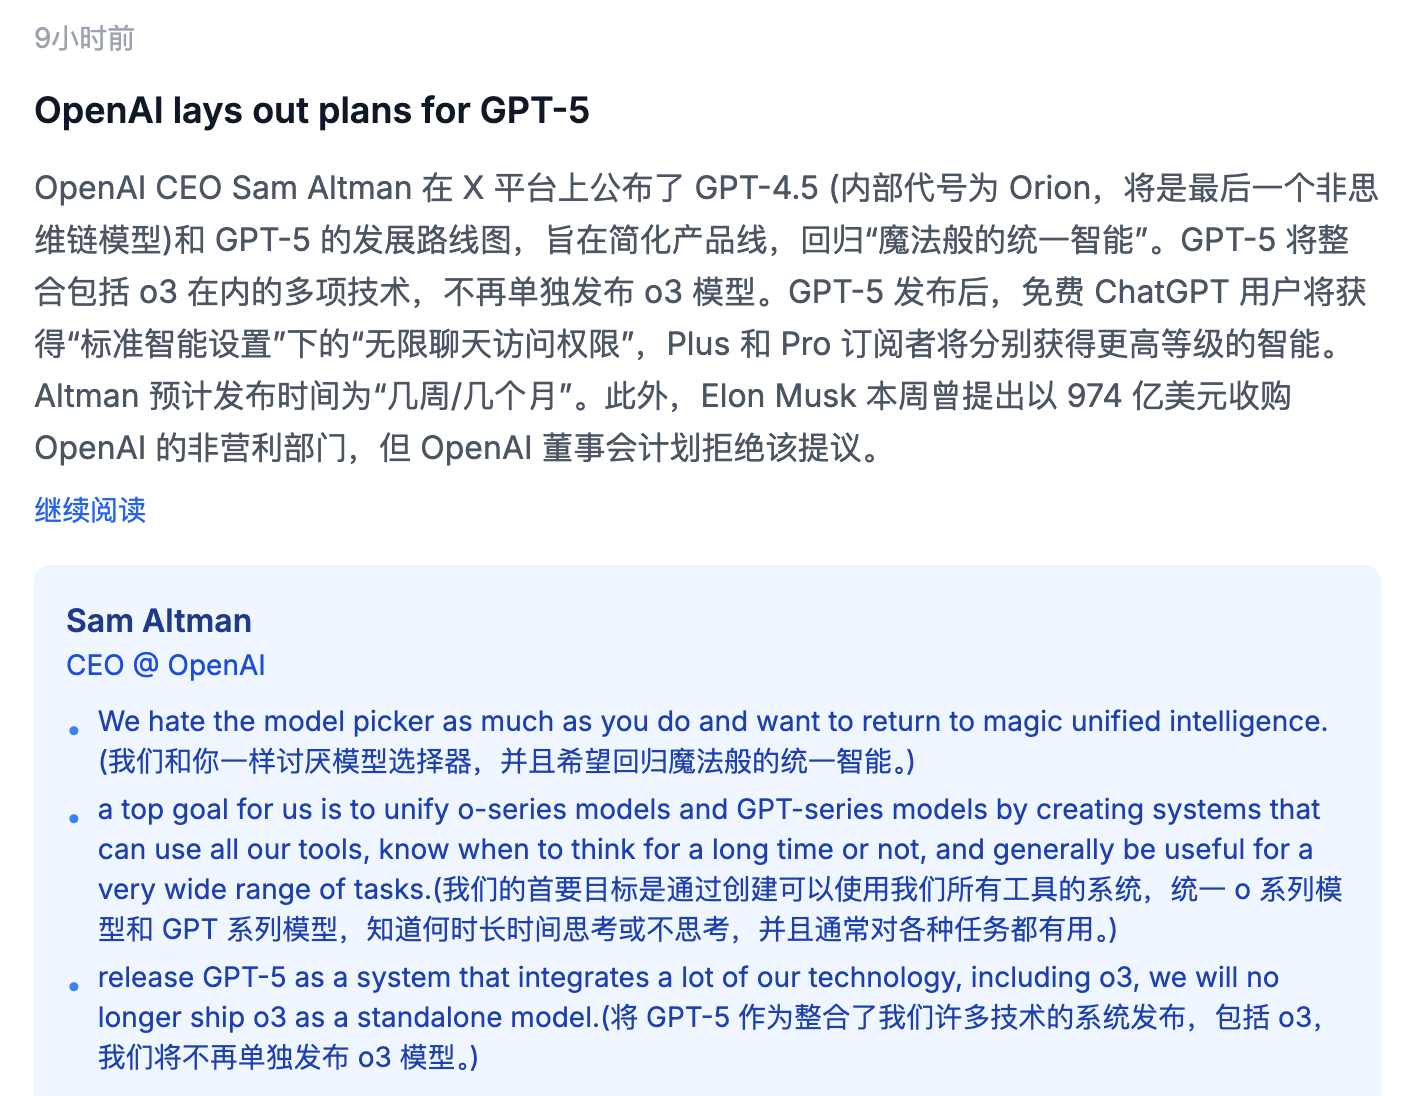 9小时前
OpenAI lays out plans for GPT-5
OpenAI CEO Sam Altman 在 X 平台上公布了 GPT-4.5 (内部代号为 Orion，将是最后一个非思
维链模型)和 GPT-5 的发展路线图，旨在简化产品线，回归“魔法般的统一智能”。GPT-5 将整
合包括 o3 在内的多项技术，不再单独发布 o3 模型。GPT-5 发布后，免费 ChatGPT 用户将获
得“标准智能设置”下的“无限聊天访问权限”，Plus 和 Pro 订阅者将分别获得更高等级的智能。
Altman 预计发布时间为“几周/几个月”。此外，Elon Musk 本周曾提出以 974 亿美元收购
OpenAI 的非营利部门，但 OpenAI 董事会计划拒绝该提议。
继续阅读
Sam Altman
CEO @ OpenAI
• We hate the model picker as much as you do and want to return to magic unified intelligence.
(我们和你一样讨厌模型选择器，并且希望回归魔法般的统一智能。)
• a top goal for us is to unify o-series models and GPT-series models by creating systems that
can use all our tools, know when to think for a long time or not, and generally be useful for a
very wide range of tasks.(我们的首要目标是通过创建可以使用我们所有工具的系统，统一 o 系列模
型和 GPT 系列模型，知道何时长时间思考或不思考，并且通常对各种任务都有用。)
• release GPT-5 as a system that integrates a lot of our technology, including o3, we will no
longer ship o3 as a standalone model.(将 GPT-5 作为整合了我们许多技术的系统发布，包括 o3，
我们将不再单独发布 o3 模型。)